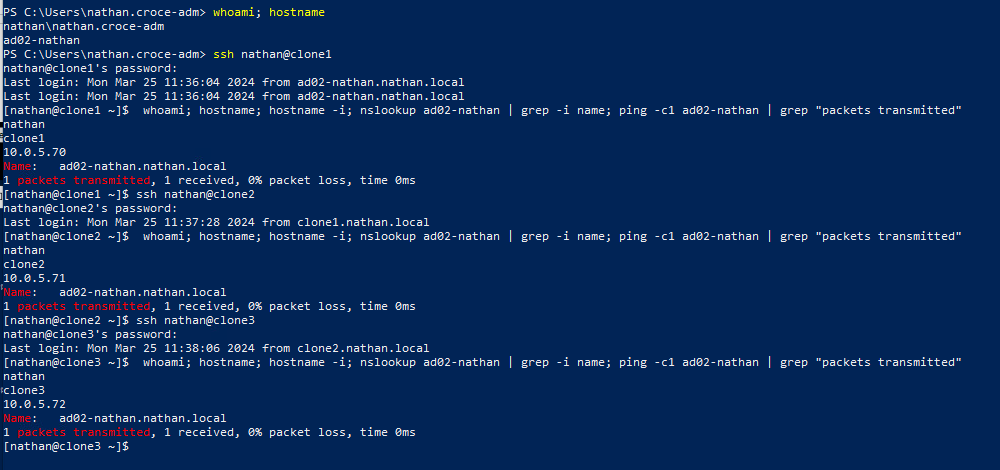 PS C:\Users\nathan.croce-adm> whoami; hostname
nathan\nathan.croce-adm
ad02-nathan
PS C:\Users\nathan.croce-adm> ssh nathan@clone1
nathan@clone1's password:
Last login: Mon Mar 25 11:36:04 2024 from ad02-nathan.nathan.local
Last login: Mon Mar 25 11:36:04 2024 from ad02-nathan.nathan.local
[nathan@clone1 ~]$  whoami; hostname; hostname -i; nslookup ad02-nathan | grep -i name; ping -c1 ad02-nathan | grep "packets transmitted"
nathan
clone1
10.0.5.70
Name:   ad02-nathan.nathan.local
1 packets transmitted, 1 received, 0% packet loss, time 0ms
[nathan@clone1 ~]$ ssh nathan@clone2
nathan@clone2's password:
Last login: Mon Mar 25 11:37:28 2024 from clone1.nathan.local
[nathan@clone2 ~]$  whoami; hostname; hostname -i; nslookup ad02-nathan | grep -i name; ping -c1 ad02-nathan | grep "packets transmitted"
nathan
clone2
10.0.5.71
Name:   ad02-nathan.nathan.local
1 packets transmitted, 1 received, 0% packet loss, time 0ms
[nathan@clone2 ~]$ ssh nathan@clone3
nathan@clone3's password:
Last login: Mon Mar 25 11:38:06 2024 from clone2.nathan.local
[nathan@clone3 ~]$  whoami; hostname; hostname -i; nslookup ad02-nathan | grep -i name; ping -c1 ad02-nathan | grep "packets transmitted"
nathan
clone3
10.0.5.72
Name:   ad02-nathan.nathan.local
1 packets transmitted, 1 received, 0% packet loss, time 0ms
[nathan@clone3 ~]$